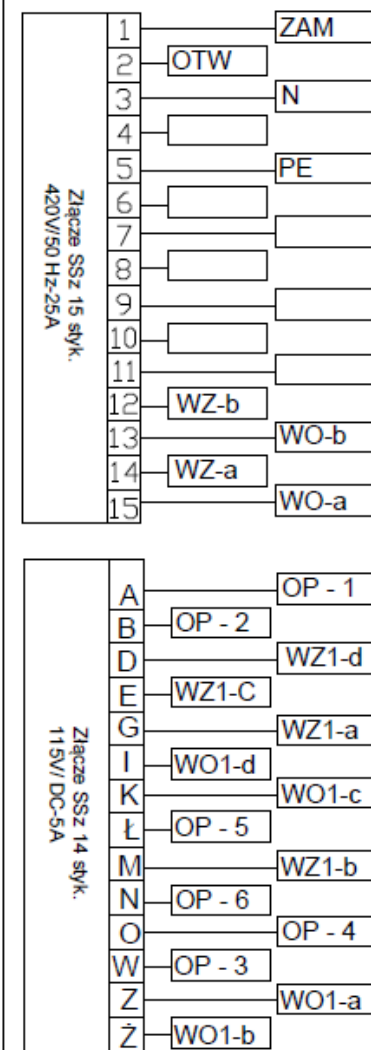 Złącze SSz 15 styk.
420V/50 Hz-25A
1 ZAM
2 OTW
3 N
4
5 PE
6
7
8
9
10
11
12 WZ-b
13 WO-b
14 WZ-a
15 WO-a
Złącze SSz 14 styk.
115V/ DC-5A
A OP - 1
B OP - 2
D WZ1-d
E WZ1-C
G WZ1-a
I WO1-d
K WO1-c
Ł OP - 5
M WZ1-b
N OP - 6
O OP - 4
W OP - 3
Z WO1-a
Ż WO1-b